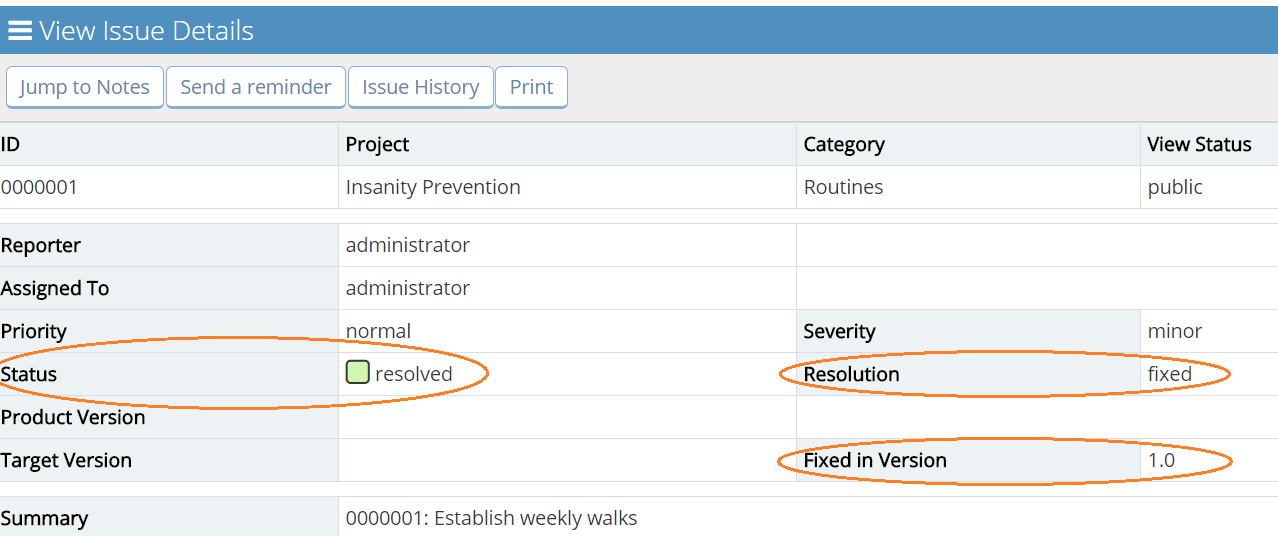 View Issue Details
Jump to Notes Send a reminder Issue History Print
ID Project Category View Status
0000001 Insanity Prevention Routines public
Reporter administrator
Assigned To administrator
Priority normal Severity minor
Status resolved Resolution fixed
Product Version
Target Version Fixed in Version 1.0
Summary 0000001: Establish weekly walks